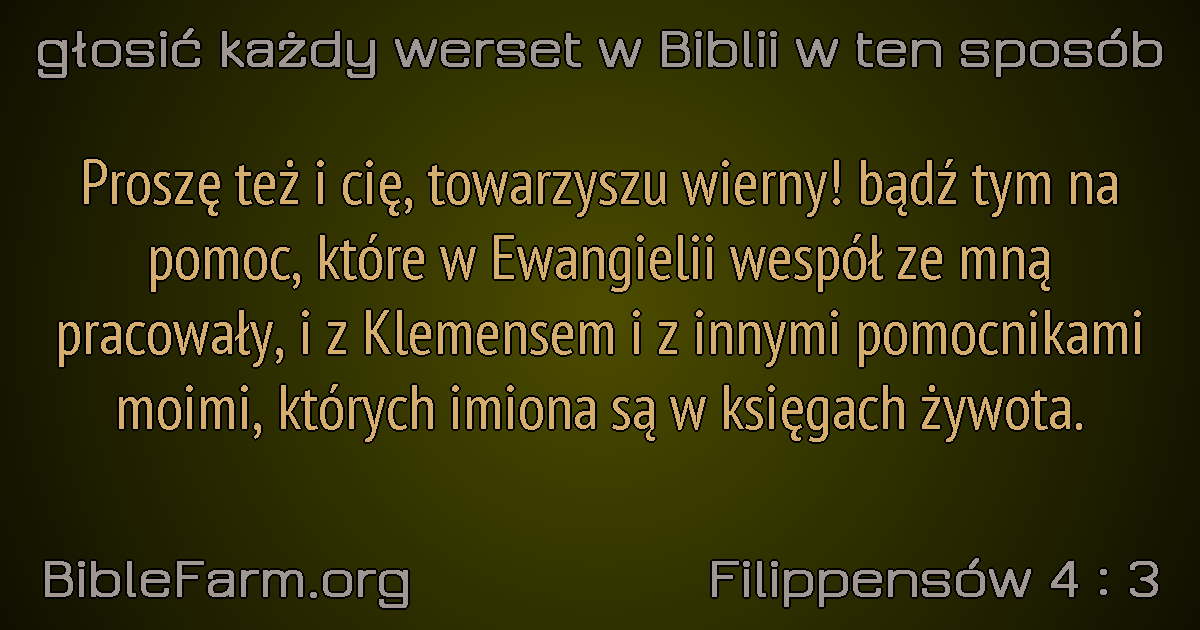 głosić każdy werset w Biblii w ten sposób
Proszę też i cię, towarzyszu wierny! bądź tym na
pomoc, które w Ewangielii wespół ze mną
pracowały, i z Klemensem i z innymi pomocnikami
moimi, których imiona są w księgach żywota.
BibleFarm.org
Filippensów 4 : 3